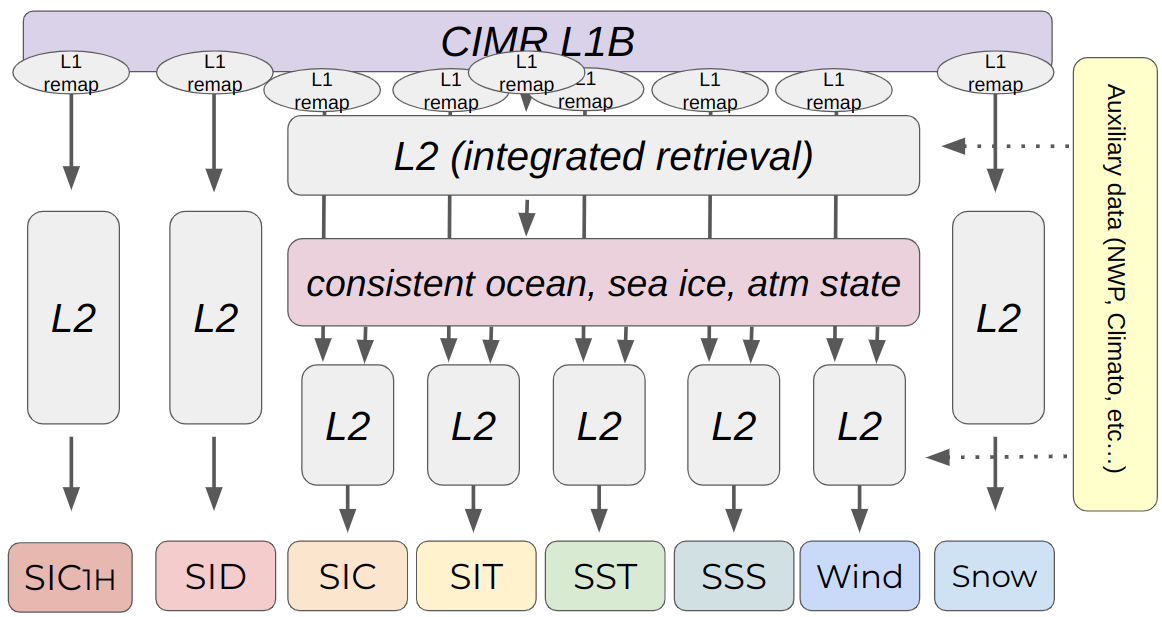 CIMR L1B
L1
remap
L1
remap
L1
remap
L1
remap
L1
remap
L1
remap
L1
remap
L1
remap
L1
remap
L2 (integrated retrieval)
consistent ocean, sea ice, atm state
L2
L2
L2
L2
L2
L2
L2
L2
Auxiliary data (NWP, Climato, etc…)
SIC1H
SID
SIC
SIT
SST
SSS
Wind
Snow